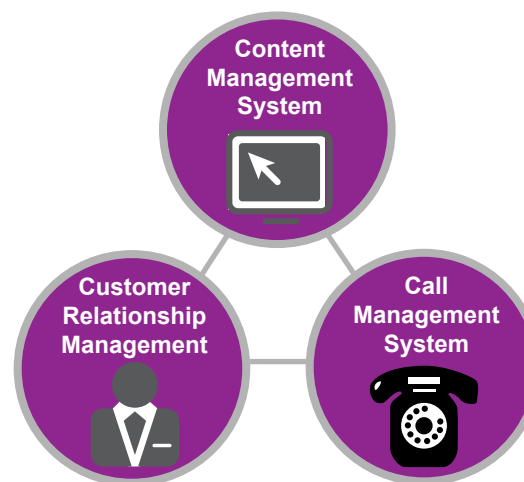 Content
Management
System
Customer
Relationship
Management
Call
Management
System